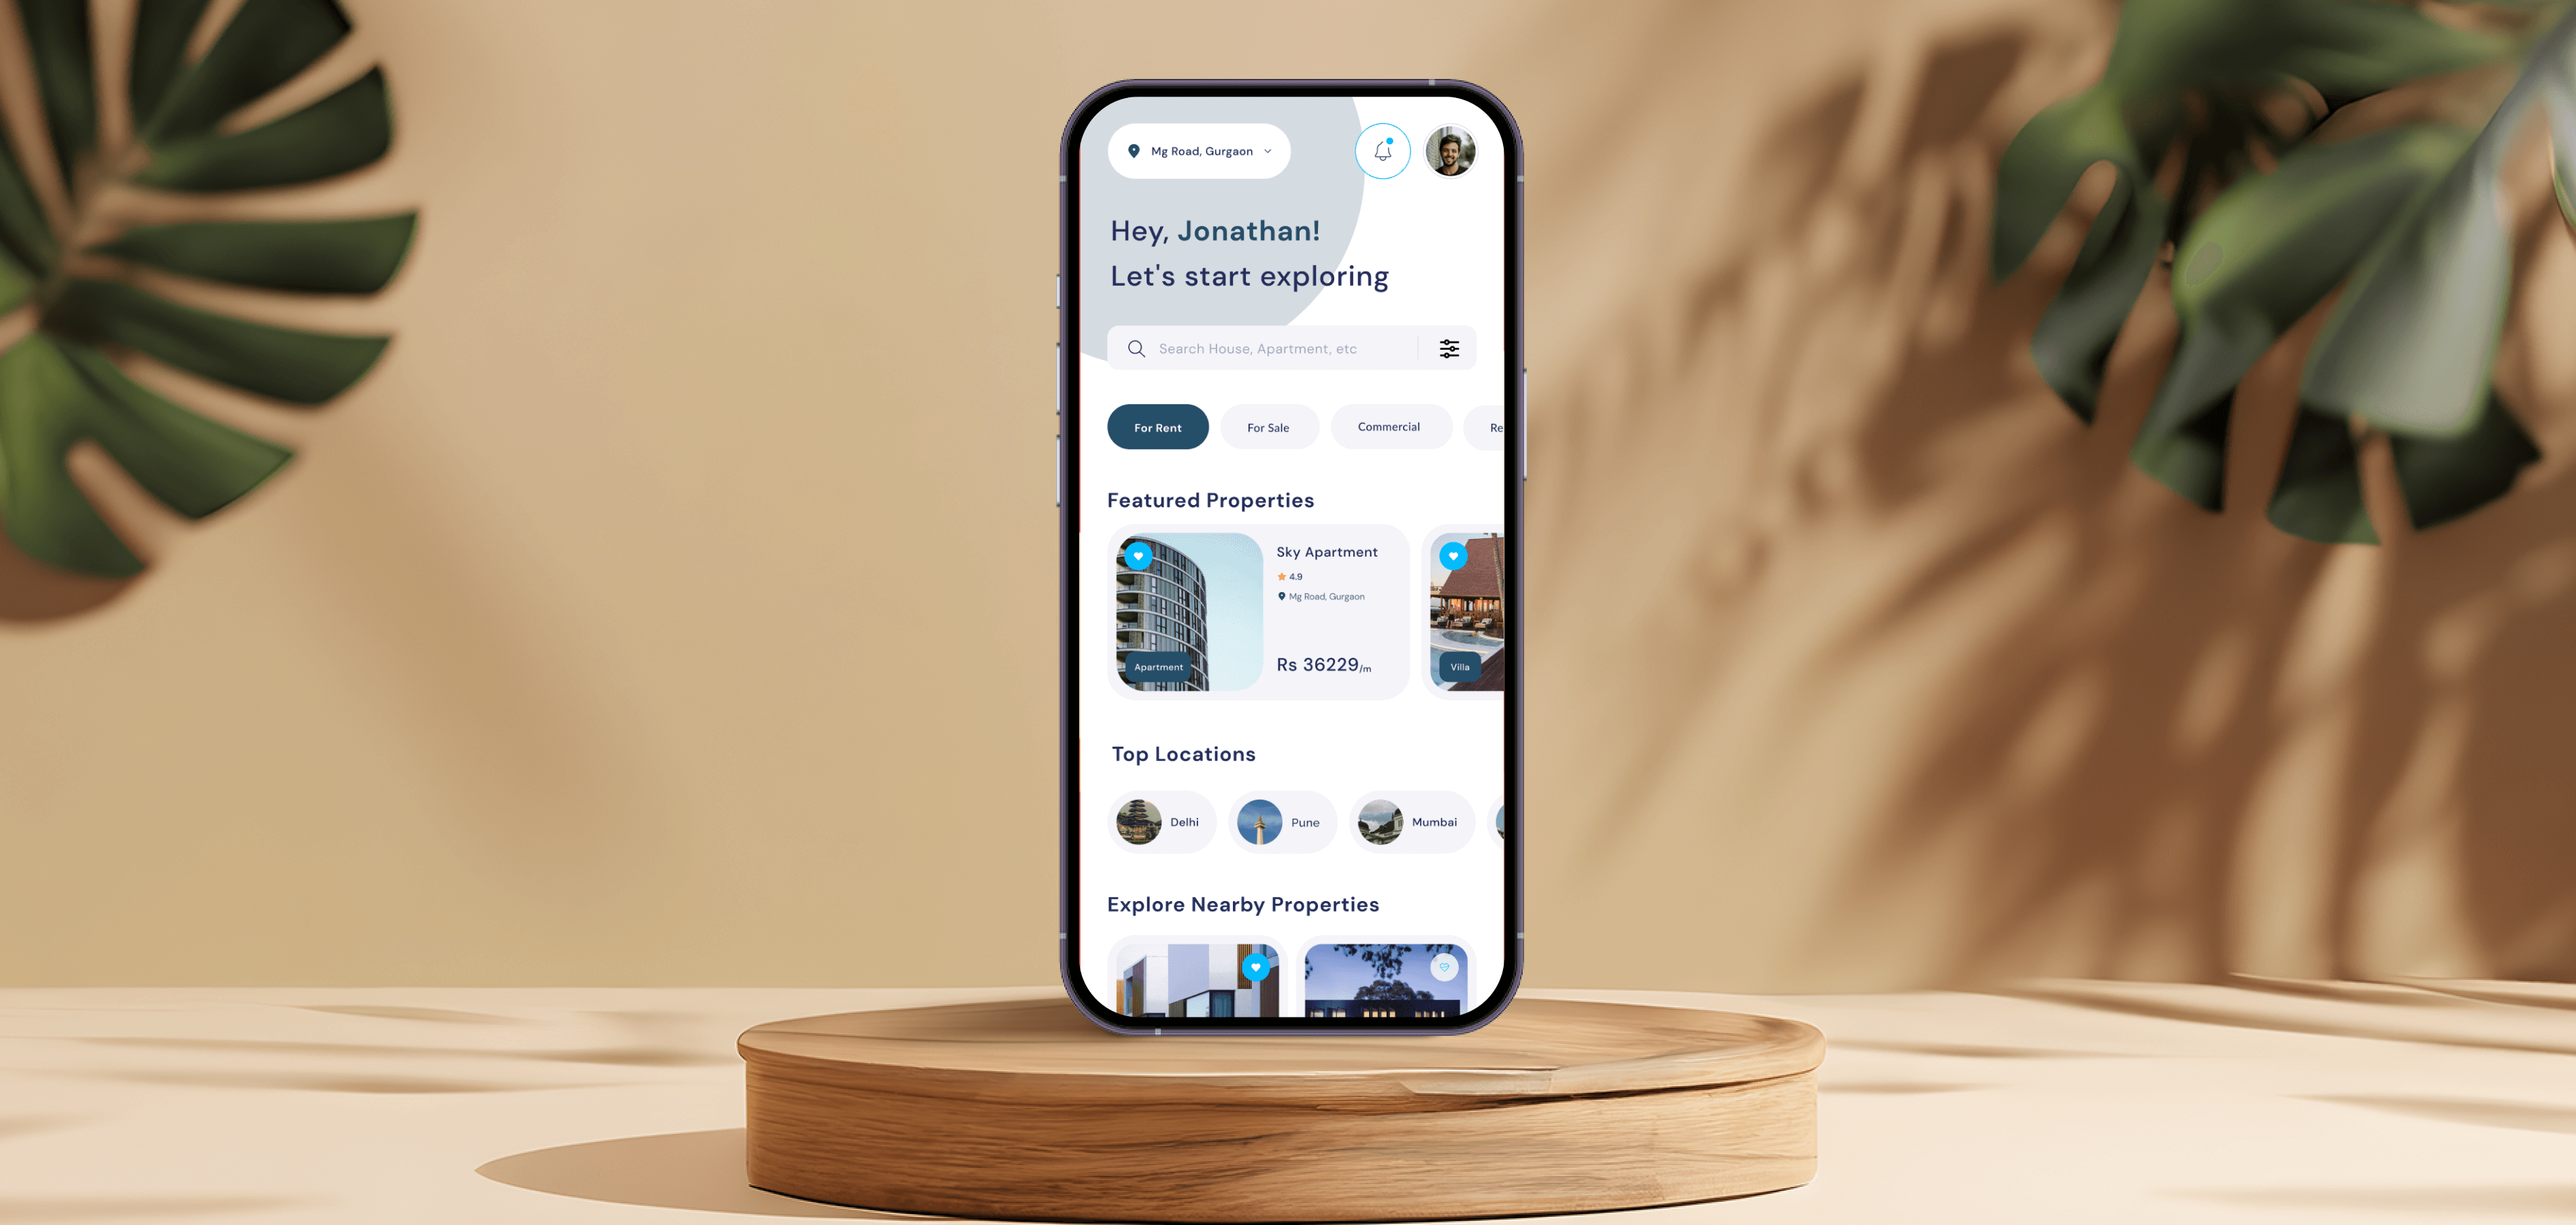 Mg Road, Gurgaon
Hey, Jonathan!
Let's start exploring
Search House, Apartment, etc
For Rent
For Sale
Commercial
Re
Featured Properties
Sky Apartment
4.9
Mg Road, Gurgaon
Rs 36229/m
Apartment
Villa
Top Locations
Delhi
Pune
Mumbai
Explore Nearby Properties